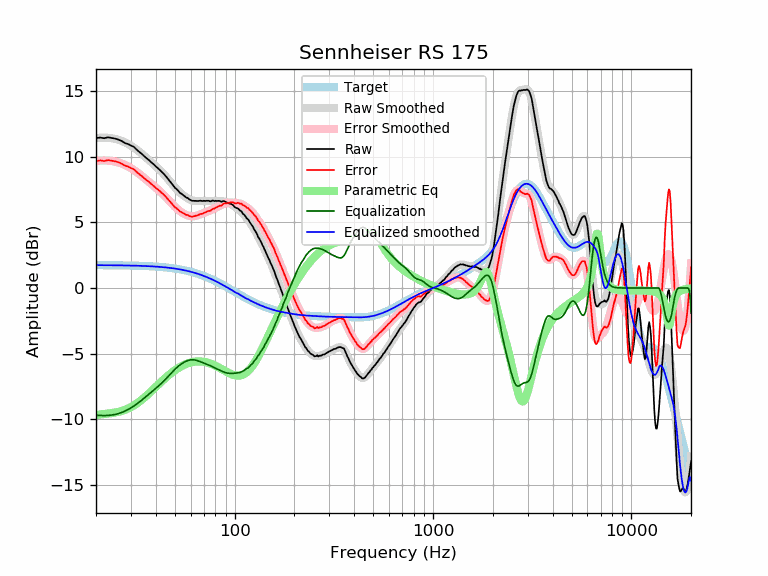 Sennheiser RS 175
Amplitude (dBr)
15
10
5
0
−5
−10
−15
Target
Raw Smoothed
Error Smoothed
Raw
Error
Parametric Eq
Equalization
Equalized smoothed
100
1000
10000
Frequency (Hz)